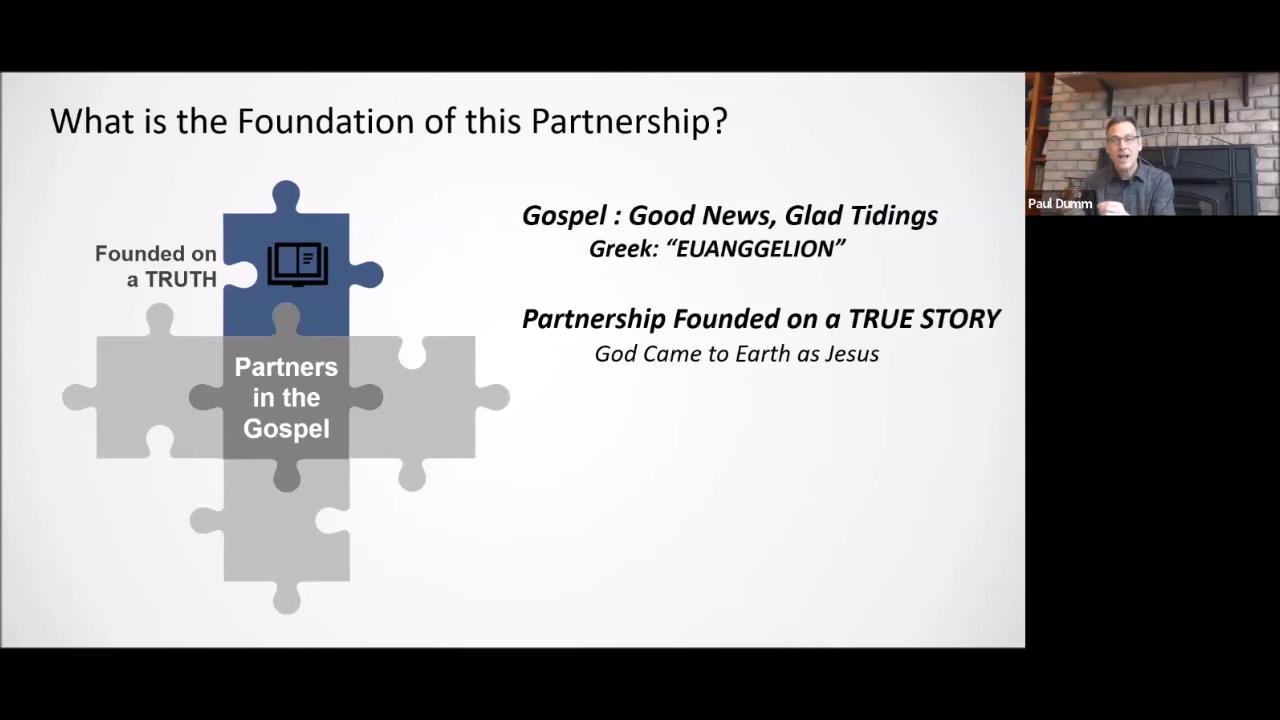 What is the Foundation of this Partnership?
Founded on
a TRUTH
Partners
in the
Gospel
Gospel : Good News, Glad Tidings
Greek: “EUANGGELION”
Partnership Founded on a TRUE STORY
God Came to Earth as Jesus
Paul Dumm